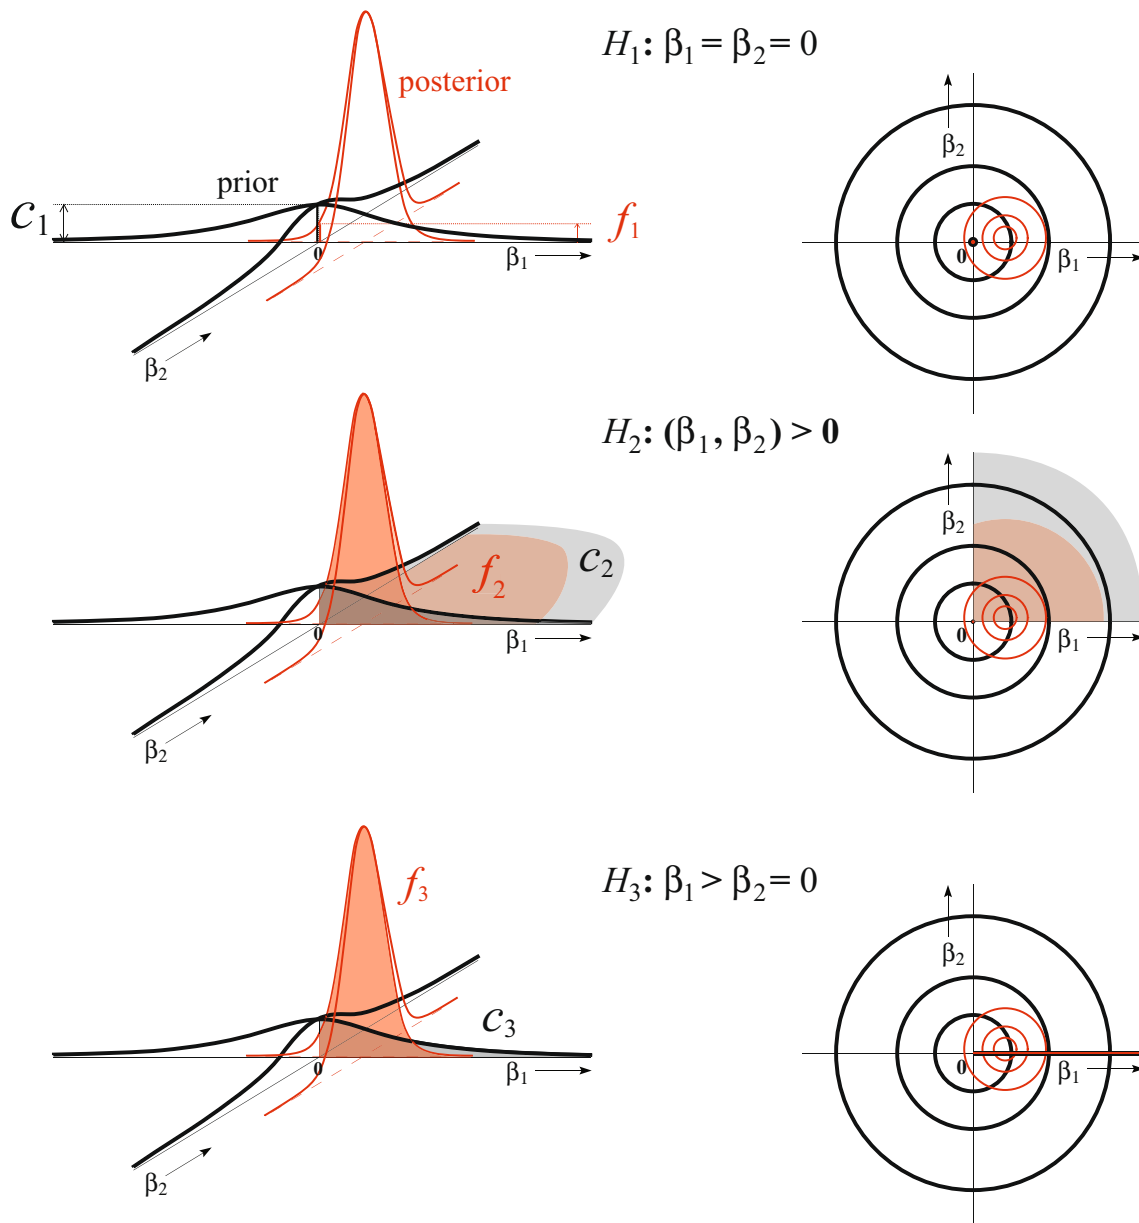 H₁: β₁ = β₂ = 0
posterior
prior
c₁
f₁
0
β₁
β₂
β₂
0
β₁
H₂: (β₁, β₂) > 0
f₂
c₂
0
β₁
β₂
β₂
0
β₁
H₃: β₁ > β₂ = 0
f₃
c₃
0
β₁
β₂
β₂
0
β₁